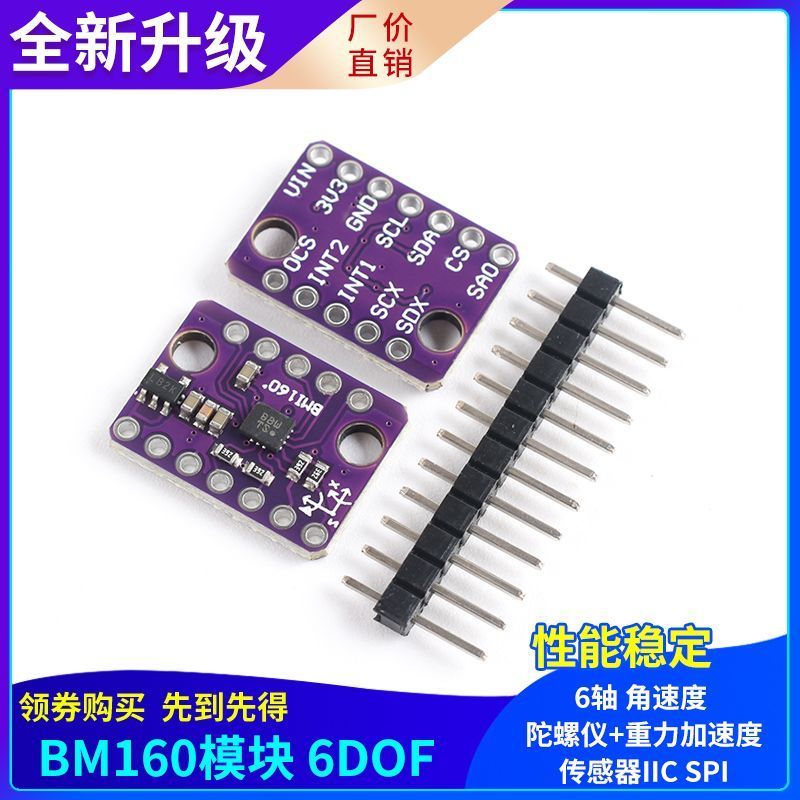 全新升级
厂价
直销
VIN
3V3
GND
SCL
SDA
CS
SAO
OCS
INT2
INT1
SCX
SDX
BMI160
性能稳定
6轴 角速度
陀螺仪+重力加速度
传感器IIC SPI
领券购买 先到先得
BM160模块 6DOF